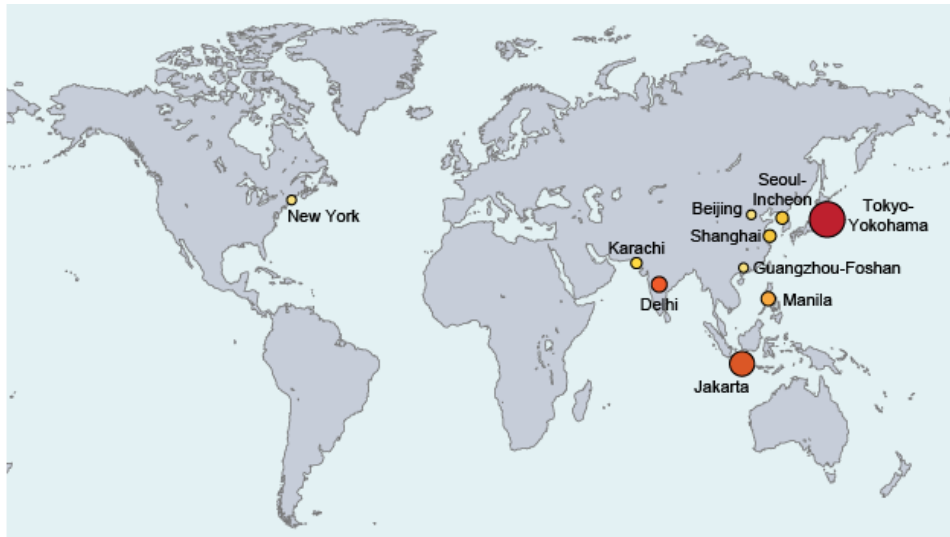 Seoul-
Incheon
Tokyo-
Yokohama
Beijing
New York
Shanghai
Karachi
Guangzhou-Foshan
Delhi
Manila
Jakarta